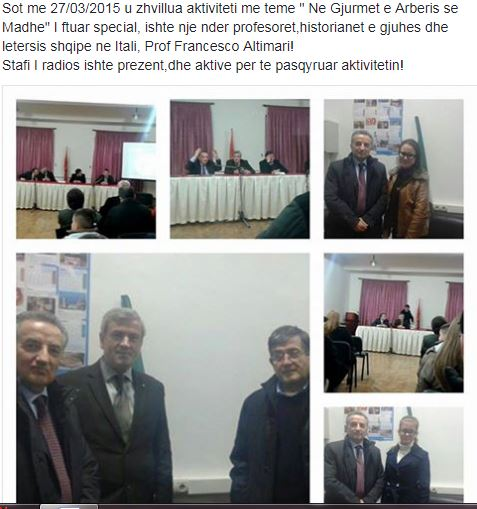 Sot me 27/03/2015 u zhvillua aktiviteti me teme " Ne Gjurmet e Arberis se
Madhe" I ftuar special, ishte nje nder profesoret,historianet e gjuhes dhe
letersis shqipe ne Itali, Prof Francesco Altimari!
Stafi I radios ishte prezent,dhe aktive per te pasqyruar aktivitetin!